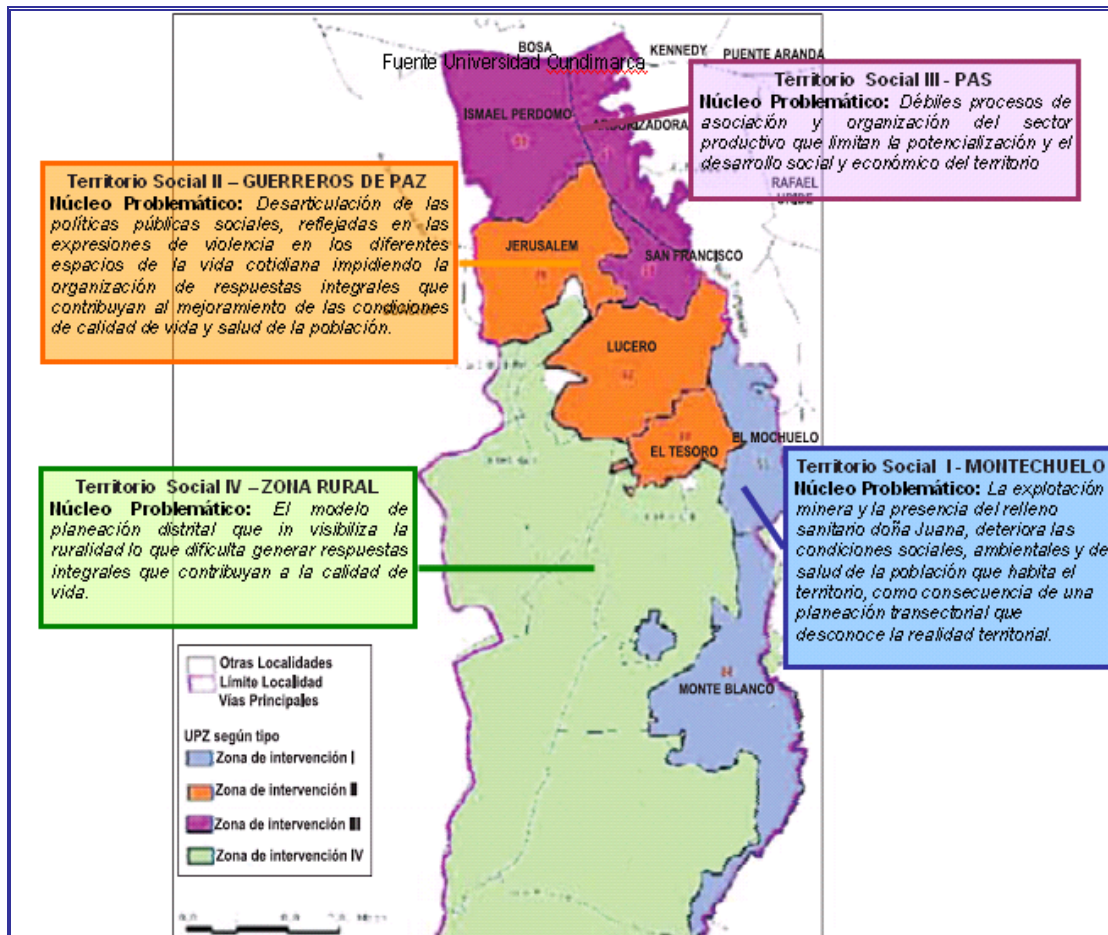 BOSA
KENNEDY
PUENTE ARANDA
Fuente Universidad Cundimarca
Territorio Social III - PAS
Núcleo Problemático: Débiles procesos de
asociación y organización del sector
productivo que limitan la potencialización y el
desarrollo social y económico del territorio
ISMAEL PERDOMO
ARBORIZADORA
RAFAEL
URIBE
Territorio Social II – GUERREROS DE PAZ
Núcleo Problemático: Desarticulación de las
políticas públicas sociales, reflejadas en las
expresiones de violencia en los diferentes
espacios de la vida cotidiana impidiendo la
organización de respuestas integrales que
contribuyan al mejoramiento de las condiciones
de calidad de vida y salud de la población.
JERUSALEM
SAN FRANCISCO
LUCERO
EL TESORO
EL MOCHUELO
Territorio Social I - MONTECHUELO
Núcleo Problemático: La explotación
minera y la presencia del relleno
sanitario doña Juana, deteriora las
condiciones sociales, ambientales y de
salud de la población que habita el
territorio, como consecuencia de una
planeación transectorial que
desconoce la realidad territorial.
Territorio Social IV – ZONA RURAL
Núcleo Problemático: El modelo de
planeación distrital que in visibiliza la
ruralidad lo que dificulta generar respuestas
integrales que contribuyan a la calidad de
vida.
MONTE BLANCO
Otras Localidades
Límite Localidad
Vías Principales
UPZ según tipo
Zona de intervención I
Zona de intervención II
Zona de intervención III
Zona de intervención IV